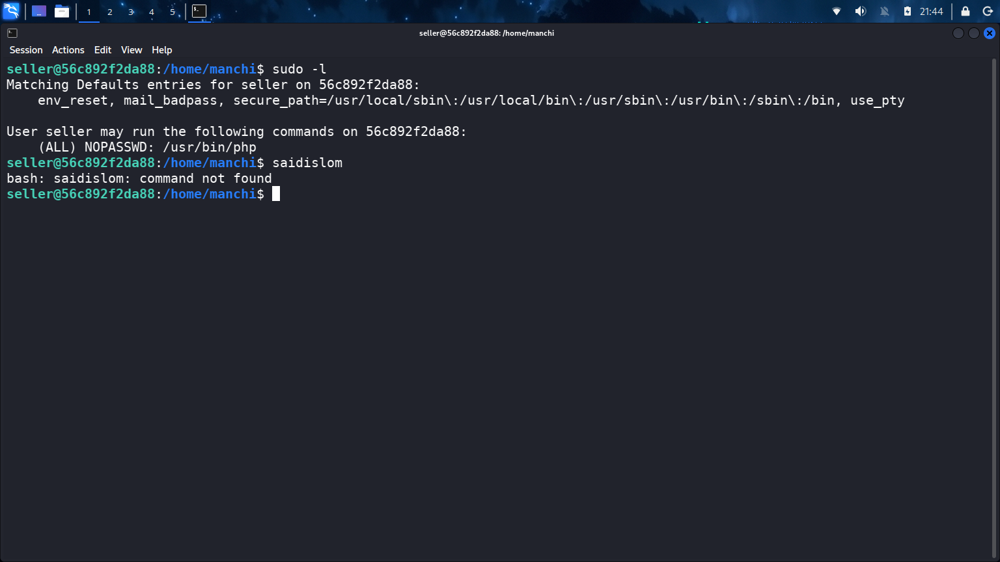 1 2 3 4 5 21:44
seller@56c892f2da88: /home/manchi
Session Actions Edit View Help
seller@56c892f2da88:/home/manchi$ sudo -l
Matching Defaults entries for seller on 56c892f2da88:
    env_reset, mail_badpass, secure_path=/usr/local/sbin\:/usr/local/bin\:/usr/sbin\:/usr/bin\:/sbin\:/bin, use_pty

User seller may run the following commands on 56c892f2da88:
    (ALL) NOPASSWD: /usr/bin/php
seller@56c892f2da88:/home/manchi$ saidislom
bash: saidislom: command not found
seller@56c892f2da88:/home/manchi$